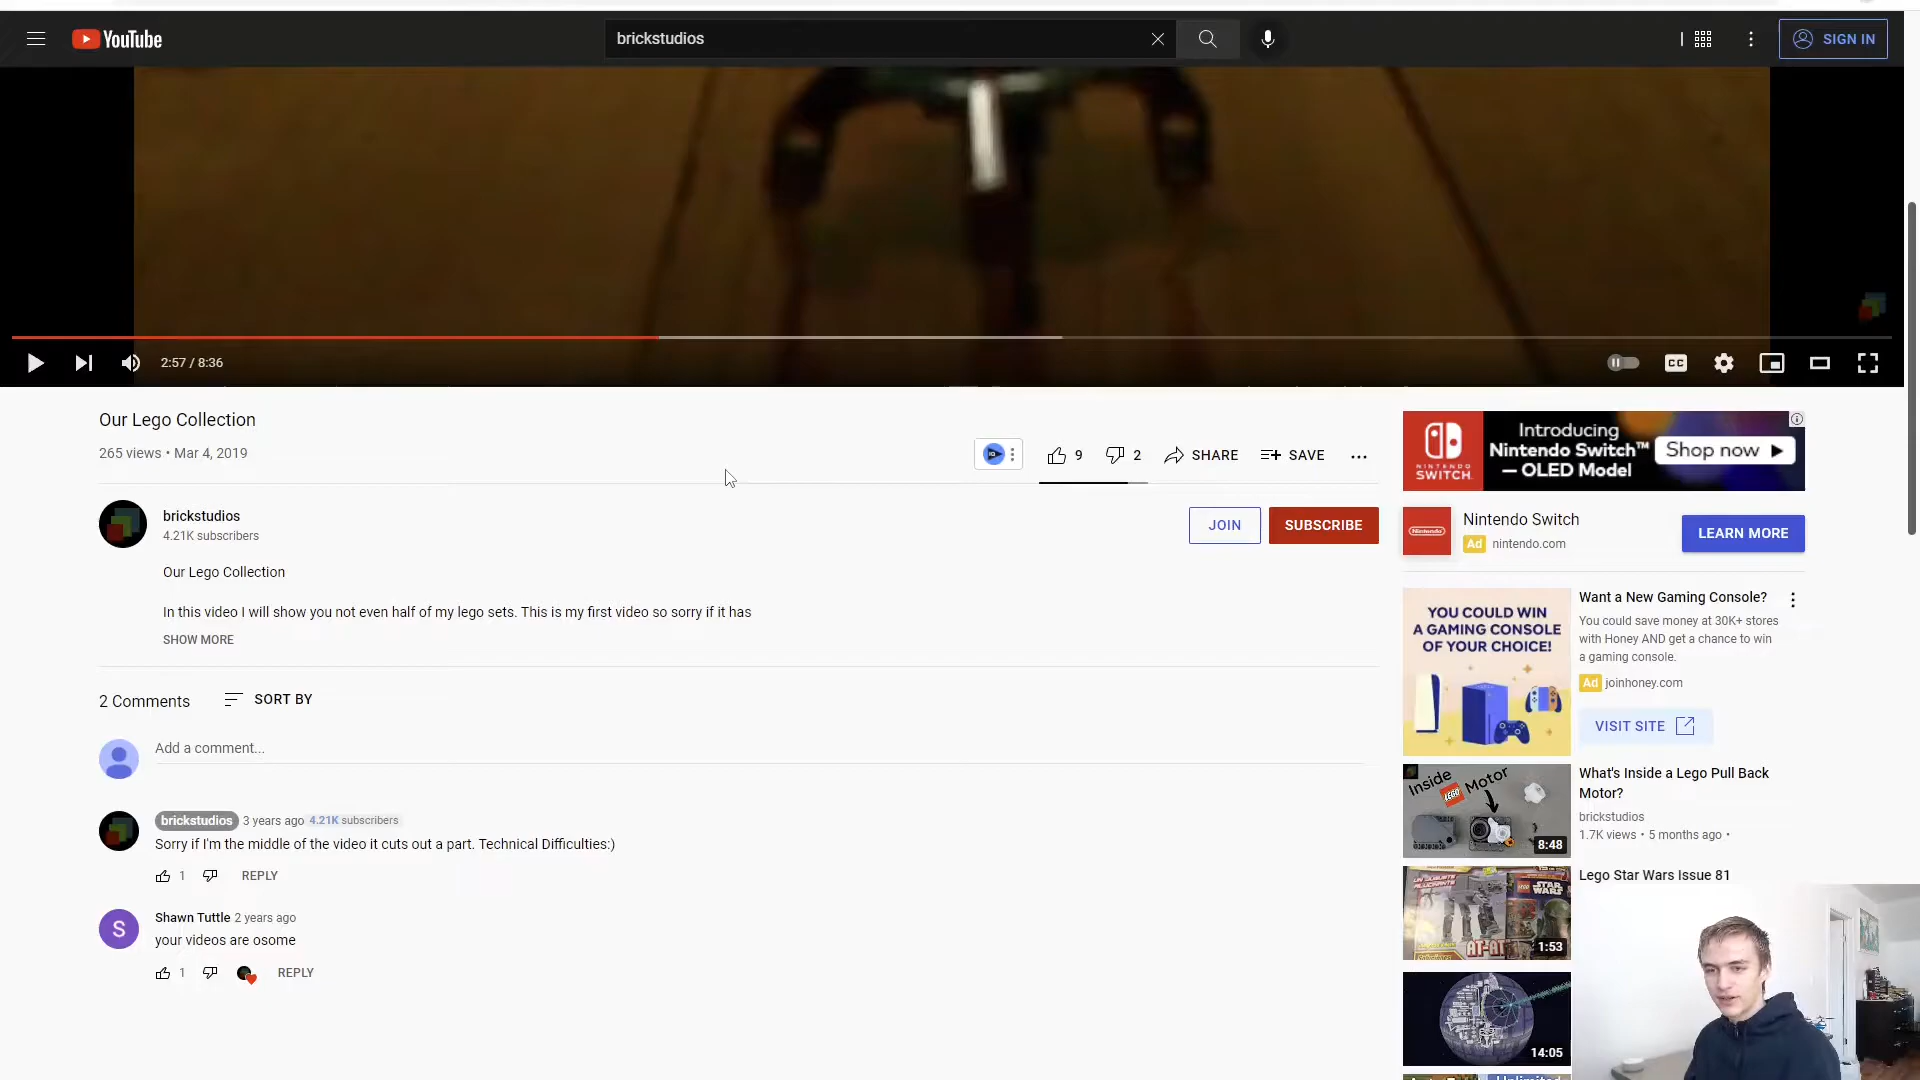 YouTube
brickstudios
SIGN IN
2:57 / 8:36
CC
Our Lego Collection
265 views • Mar 4, 2019
9
2
SHARE
SAVE
brickstudios
4.21K subscribers
JOIN
SUBSCRIBE
Our Lego Collection
In this video I will show you not even half of my lego sets. This is my first video so sorry if it has
SHOW MORE
2 Comments
SORT BY
Add a comment...
brickstudios 3 years ago 4.21K subscribers
Sorry if I'm the middle of the video it cuts out a part. Technical Difficulties:)
1
REPLY
S
Shawn Tuttle 2 years ago
your videos are osome
1
REPLY
NINTENDO
SWITCH
Introducing
Nintendo Switch™
— OLED Model
Shop now
Nintendo
Nintendo Switch
Ad nintendo.com
LEARN MORE
YOU COULD WIN
A GAMING CONSOLE
OF YOUR CHOICE!
Want a New Gaming Console?
You could save money at 30K+ stores
with Honey AND get a chance to win
a gaming console.
Ad joinhoney.com
VISIT SITE
Inside
LEGO
Motor
8:48
What's Inside a Lego Pull Back
Motor?
brickstudios
1.7K views • 5 months ago •
STAR
WARS
AT-AT
1:53
Lego Star Wars Issue 81
14:05
Unlimited